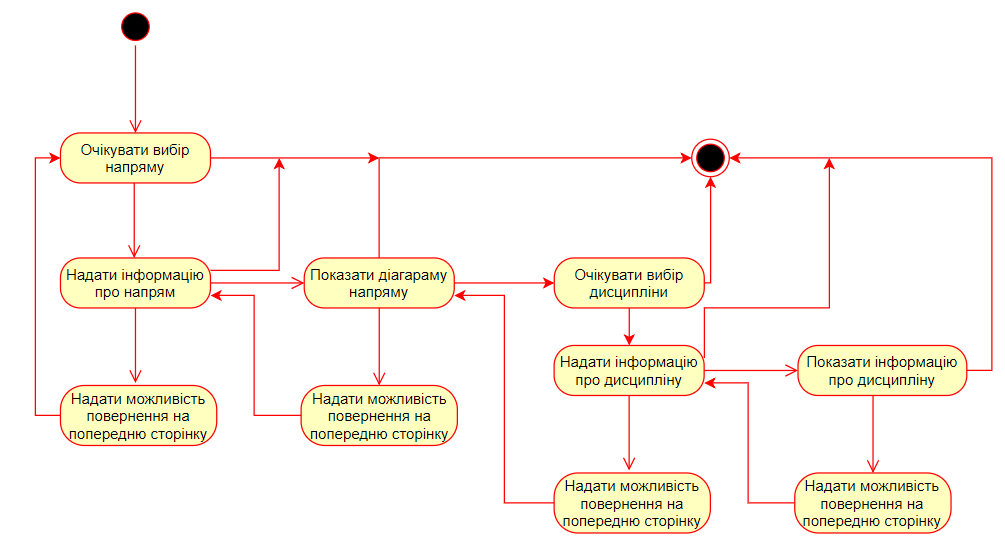 Очікувати вибір
напряму
Надати інформацію
про напрям
Показати діагараму
напряму
Очікувати вибір
дисципліни
Надати інформацію
про дисципліну
Показати інформацію
про дисципліну
Надати можливість
повернення на
попередню сторінку
Надати можливість
повернення на
попередню сторінку
Надати можливість
повернення на
попередню сторінку
Надати можливість
повернення на
попередню сторінку